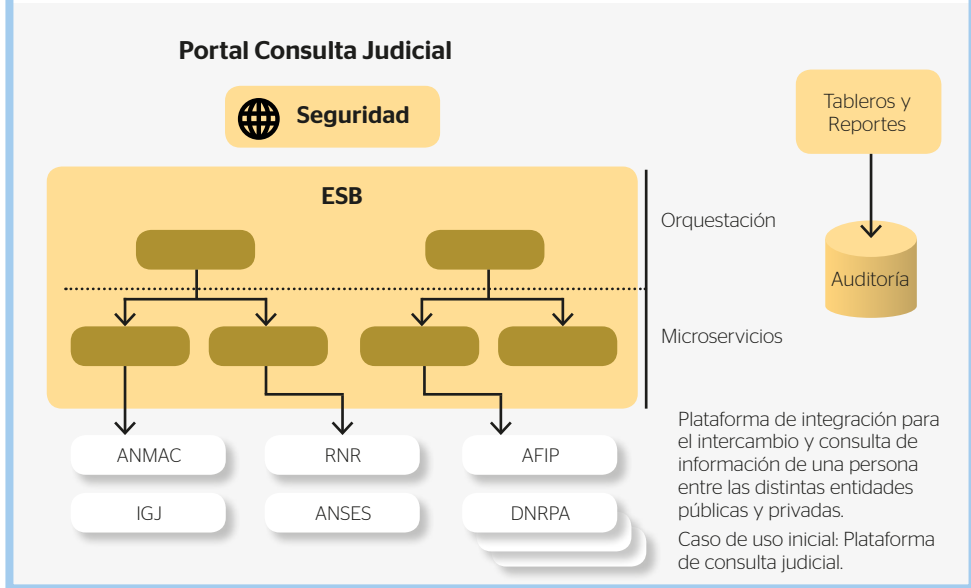 Portal Consulta Judicial
Seguridad
Tableros y
Reportes
ESB
Orquestación
Auditoría
Microservicios
ANMAC
RNR
AFIP
IGJ
ANSES
DNRPA
Plataforma de integración para
el intercambio y consulta de
información de una persona
entre las distintas entidades
públicas y privadas.
Caso de uso inicial: Plataforma
de consulta judicial.